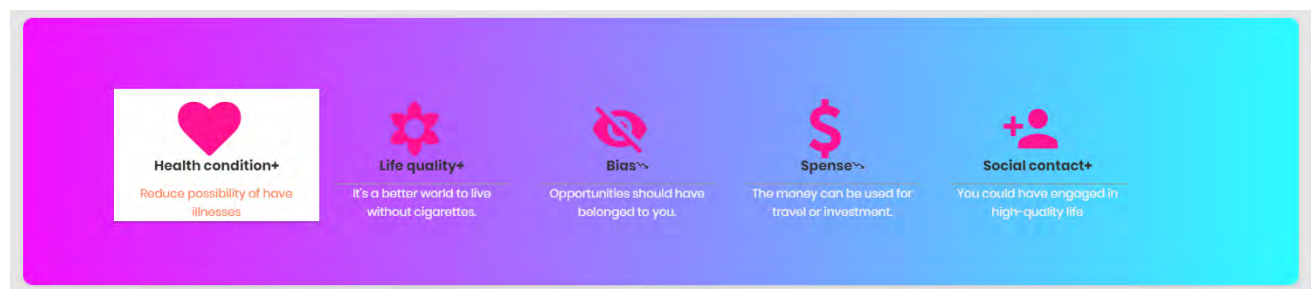 Health condition+
Reduce possibility of have
illnesses
Life quality+
It's a better world to live
without cigarettes.
Bias
Opportunities should have
belonged to you.
Spense
The money can be used for
travel or investment.
Social contact+
You could have engaged in
high-quality life